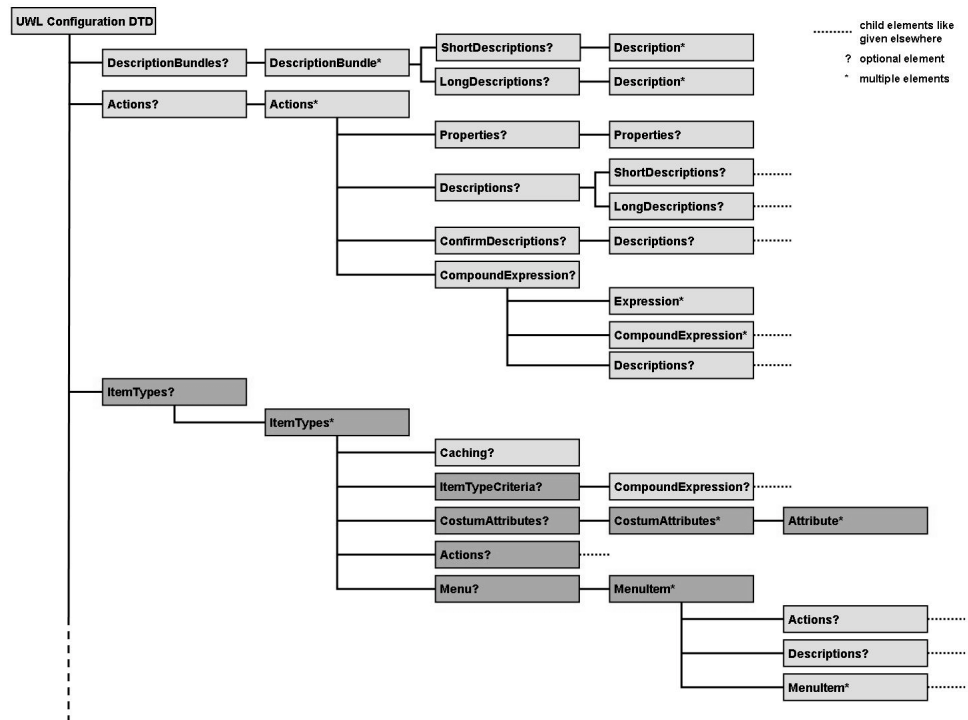 UWL Configuration DTD
child elements like
given elsewhere
? optional element
* multiple elements
DescriptionBundles?
DescriptionBundle*
ShortDescriptions?
Description*
LongDescriptions?
Description*
Actions?
Actions*
Properties?
Properties?
Descriptions?
ShortDescriptions?
LongDescriptions?
ConfirmDescriptions?
Descriptions?
CompoundExpression?
Expression*
CompoundExpression*
Descriptions?
ItemTypes?
ItemTypes*
Caching?
ItemTypeCriteria?
CompoundExpression?
CostumAttributes?
CostumAttributes*
Attribute*
Actions?
Menu?
MenuItem*
Actions?
Descriptions?
MenuItem*